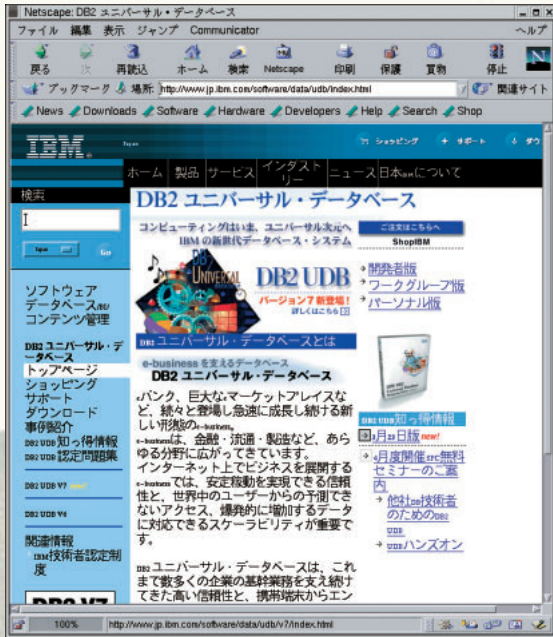 Netscape: DB2 ユニバーサル・データベース
ファイル 編集 表示 ジャンプ Communicator ヘルプ
戻る 次 再読込 ホーム 検索 Netscape 印刷 保護 買物 停止 N
ブックマーク 場所: http://www.jp.ibm.com/software/data/udb/index.html 関連サイト
News Downloads Software Hardware Developers Help Search Shop
IBM® Japan ショッピング + サポート
ホーム 製品 サービス インダストリー ニュース 日本IBMについて
検索
Go
ソフトウェア
データベース/BI/
コンテンツ管理
DB2 ユニバーサル・デ
ータベース
トップページ
ショッピング
サポート
ダウンロード
事例紹介
DB2 UDB 知っ得情報
DB2 UDB 認定問題集
DB2 UDB V7
DB2 UDB V6
関連情報
IBM技術者認定制
度
DB2 V7
DB2 ユニバーサル・データベース
コンピューティングはいま、ユニバーサル次元へ
IBM の新世代データベース・システム
DB2 UNIVERSAL DATABASE
DB2 UDB
バージョン7 新登場!
詳しくはこちら
DB2 ユニバーサル・データベースとは
e-business を支えるデータベース
DB2 ユニバーサル・データベース
eバンク、巨大なマーケットプレイスな
ど、続々と登場し急速に成長し続ける新
しい形態のe-business。
e-businessは、金融・流通・製造など、あら
ゆる分野に広がってきています。
インターネット上でビジネスを展開する
e-businessでは、安定稼動を実現できる信頼
性と、世界中のユーザーからの予測でき
ないアクセス、爆発的に増加するデータ
に対応できるスケーラビリティが重要で
す。
DB2 ユニバーサル・データベースは、これ
まで数多くの企業の基幹業務を支え続け
てきた高い信頼性と、携帯端末からエン
ご注文はこちらへ
ShopIBM
開発者版
ワークグループ版
パーソナル版
DB2 UDB知っ得情報
月 日版 new!
月度開催 無料
セミナーのご案
内
他社DB技術者
のためのDB2
UDB
UDBハンズオン
100% http://www.jp.ibm.com/software/data/udb/v7/index.html